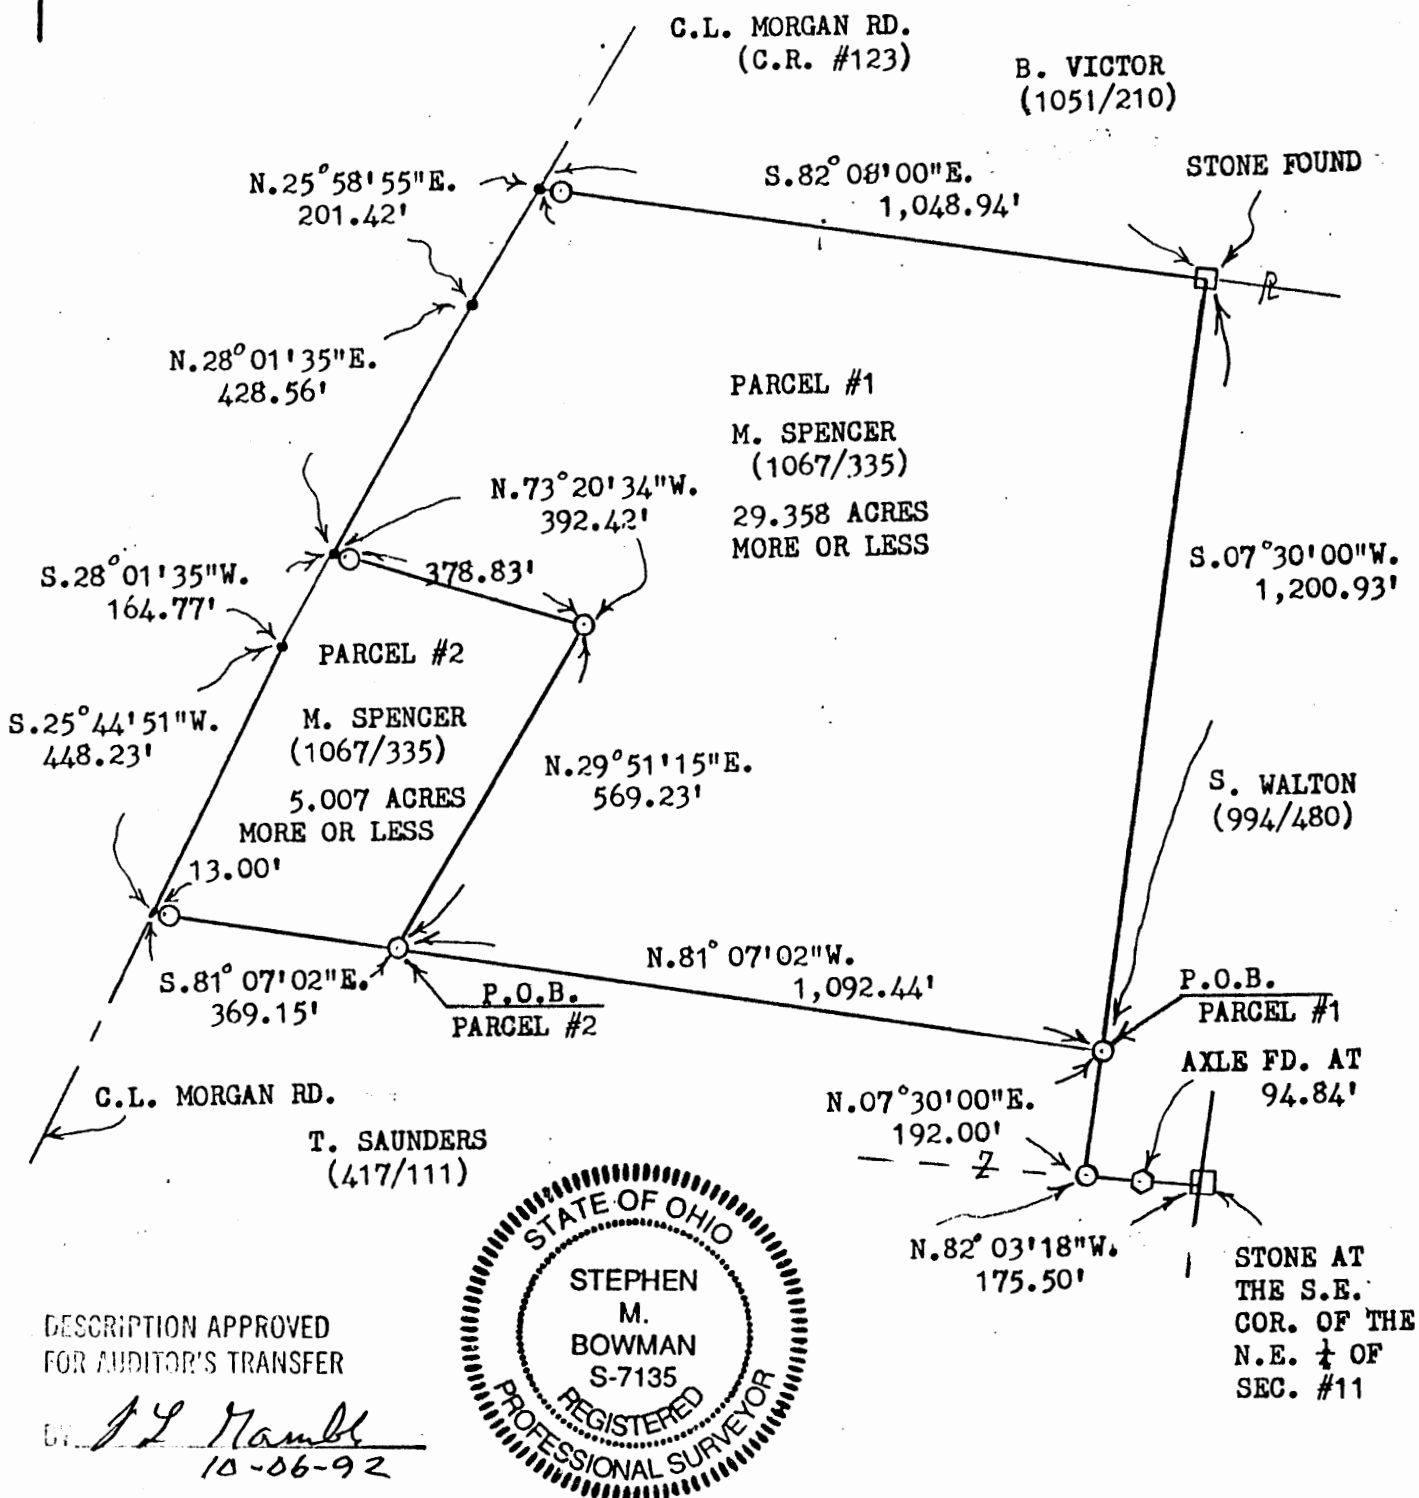 C.L. MORGAN RD.
(C.R. #123)
B. VICTOR
(1051/210)
N.25°58'55"E.
201.42'
S.82°08'00"E.
1,048.94'
STONE FOUND
PL
N.28°01'35"E.
428.56'
PARCEL #1
M. SPENCER
(1067/335)
29.358 ACRES
MORE OR LESS
N.73°20'34"W.
392.42'
378.83'
S.28°01'35"W.
164.77'
S.07°30'00"W.
1,200.93'
PARCEL #2
M. SPENCER
(1067/335)
5.007 ACRES
MORE OR LESS
S.25°44'51"W.
448.23'
N.29°51'15"E.
569.23'
S. WALTON
(994/480)
13.00'
S.81°07'02"E.
369.15'
P.O.B.
PARCEL #2
N.81°07'02"W.
1,092.44'
P.O.B.
PARCEL #1
AXLE FD. AT
94.84'
C.L. MORGAN RD.
T. SAUNDERS
(417/111)
N.07°30'00"E.
192.00'
N.82°03'18"W.
175.50'
STONE AT
THE S.E.
COR. OF THE
N.E. ¼ OF
SEC. #11
STATE OF OHIO
STEPHEN
M.
BOWMAN
S-7135
REGISTERED
PROFESSIONAL SURVEYOR
DESCRIPTION APPROVED
FOR AUDITOR'S TRANSFER
BY
10-06-92